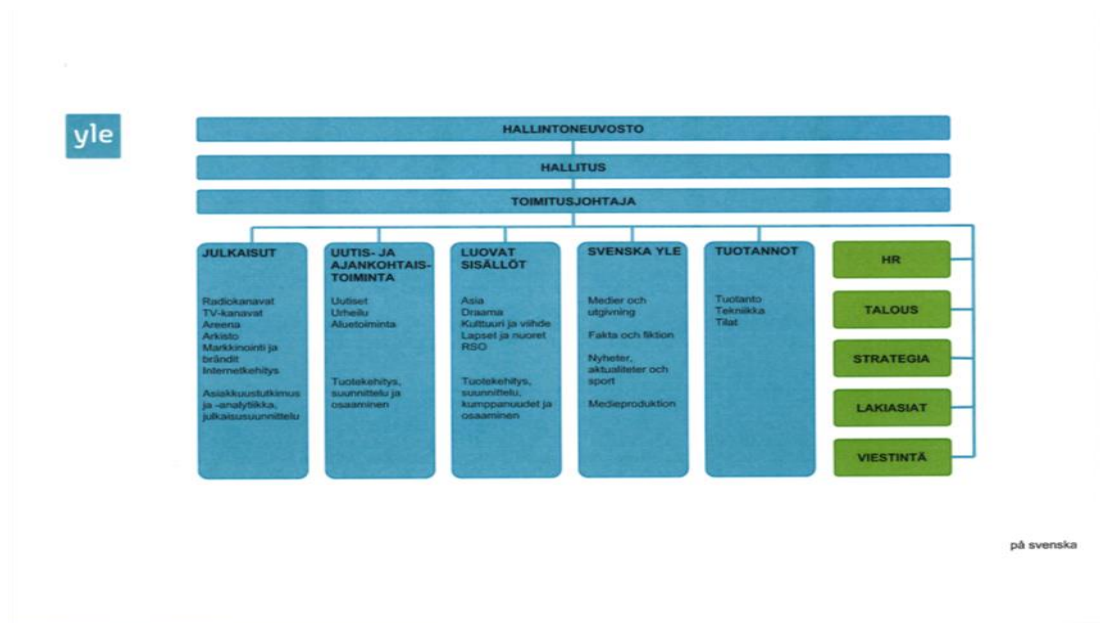 yle
HALLINTONEUVOSTO
HALLITUS
TOIMITUSJOHTAJA
JULKAISUT
Radiokanavat
TV-kanavat
Areena
Arkisto
Markkinointi ja
brändit
Internetkehitys
Asiakkuustutkimus
ja -analytiikka,
julkaisusuunnittelu
UUTIS- JA
AJANKOHTAIS-
TOIMINTA
Uutiset
Urheilu
Aluetoiminta
Tuotekehitys,
suunnittelu ja
osaaminen
LUOVAT
SISÄLLÖT
Asia
Draama
Kulttuuri ja viihde
Lapset ja nuoret
RSO
Tuotekehitys,
suunnittelu,
kumppanuudet ja
osaaminen
SVENSKA YLE
Medier och
utgivning
Fakta och fiktion
Nyheter,
aktualiteter och
sport
Medieproduktion
TUOTANNOT
Tuotanto
Tekniikka
Tilat
HR
TALOUS
STRATEGIA
LAKIASIAT
VIESTINTÄ
på svenska